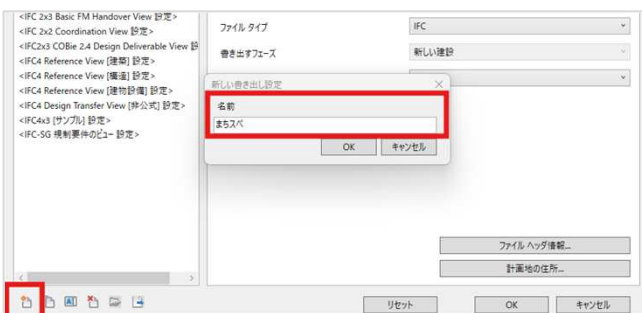 <IFC 2x3 Basic FM Handover View 設定>
<IFC 2x2 Coordination View 設定>
<IFC2x3 COBie 2.4 Design Deliverable View 設
<IFC4 Reference View [建築] 設定>
<IFC4 Reference View [構造] 設定>
<IFC4 Reference View [建物設備] 設定>
<IFC4 Design Transfer View [非公式] 設定>
<IFC4x3 [サンプル] 設定>
<IFC-SG 規制要件のビュー 設定>
ファイル タイプ
IFC
書き出すフェーズ
新しい建設
新しい書き出し設定
名前
まちスペ
OK キャンセル
ファイル ヘッダ情報...
計画地の住所...
リセット OK キャンセル